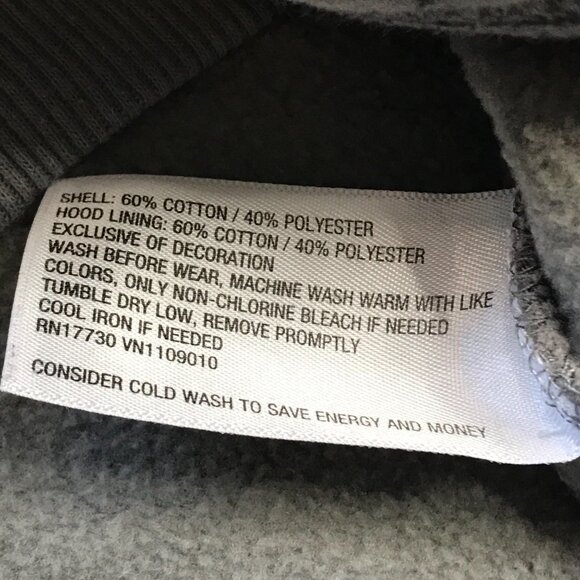 SHELL: 60% COTTON / 40% POLYESTER
HOOD LINING: 60% COTTON / 40% POLYESTER
EXCLUSIVE OF DECORATION
WASH BEFORE WEAR, MACHINE WASH WARM WITH LIKE
COLORS, ONLY NON-CHLORINE BLEACH IF NEEDED
TUMBLE DRY LOW, REMOVE PROMPTLY
COOL IRON IF NEEDED
RN17730 VN1109010
CONSIDER COLD WASH TO SAVE ENERGY AND MONEY